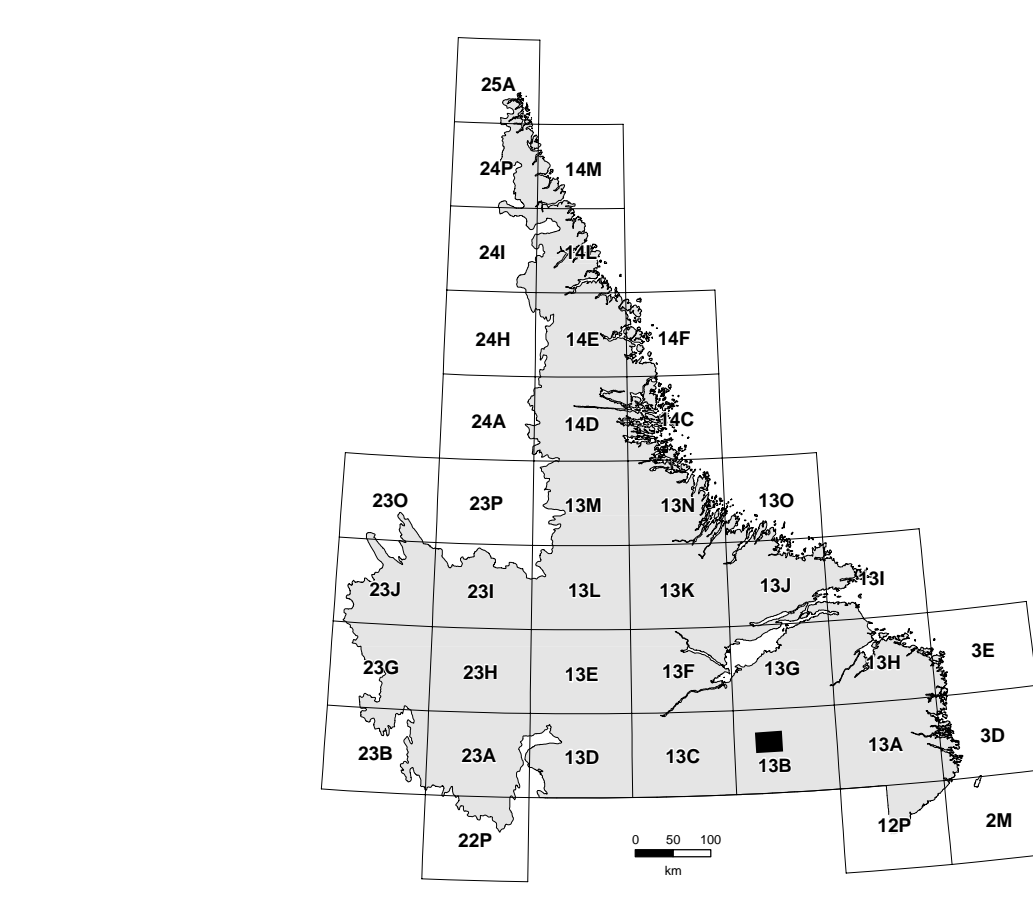 25A
24P 14M
24I 14L
24H 14E 14F
24A 14D 14C
23O 23P 13M 13N 13O
23J 23I 13L 13K 13J 13I
23G 23H 13E 13F 13G 13H 3E
23B 23A 13D 13C 13B 13A 3D
22P 12P 2M
0 50 100
km